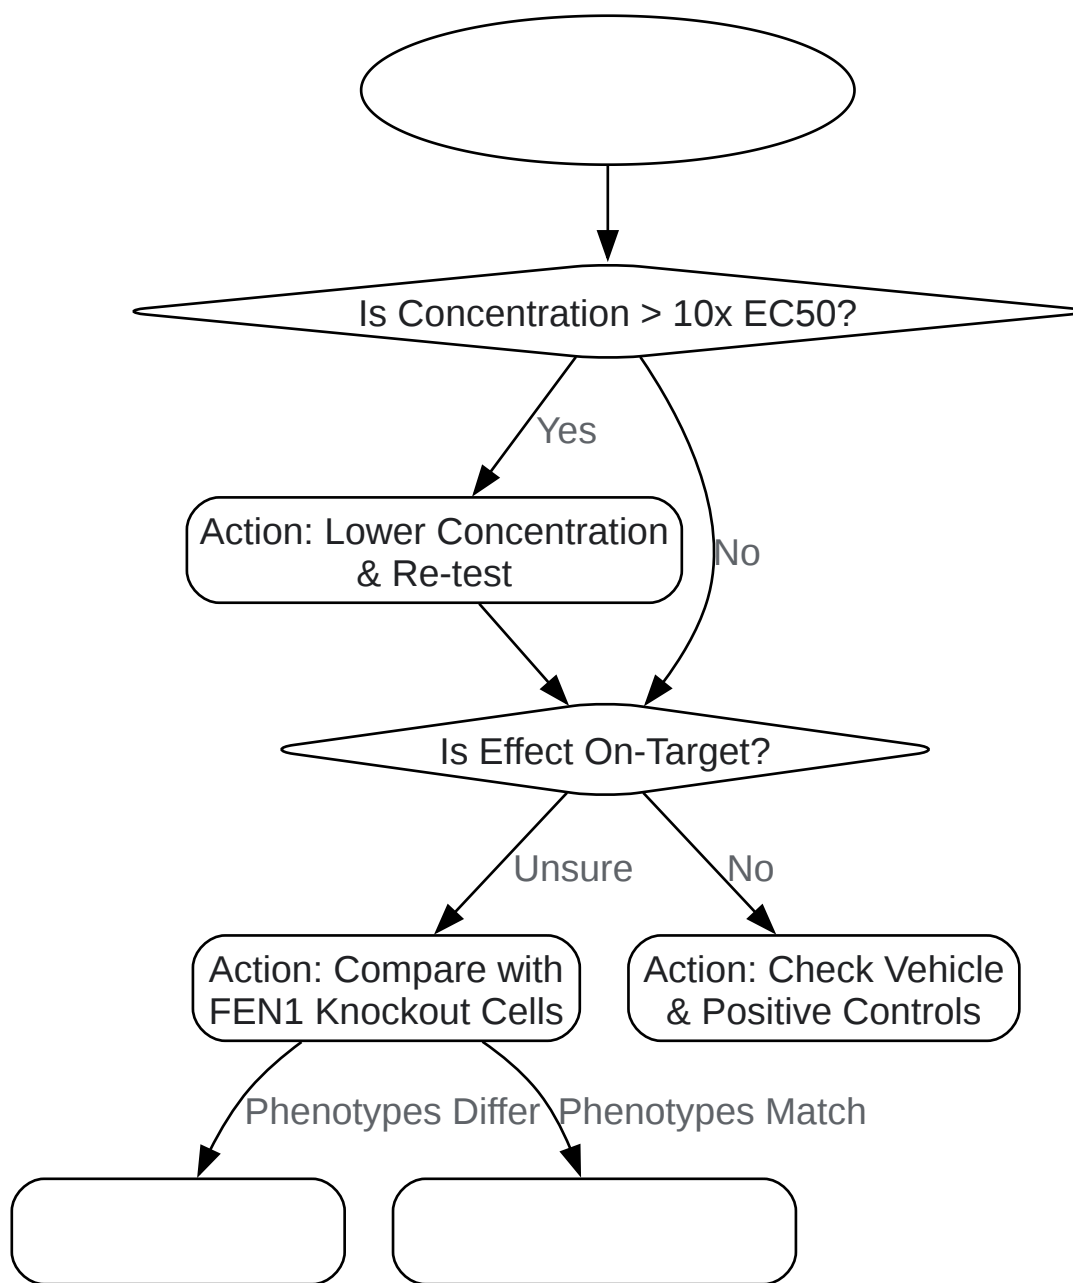 Is Concentration > 10x EC50?
Yes
Action: Lower Concentration
& Re-test
No
Is Effect On-Target?
Unsure
No
Action: Compare with
FEN1 Knockout Cells
Action: Check Vehicle
& Positive Controls
Phenotypes Differ
Phenotypes Match